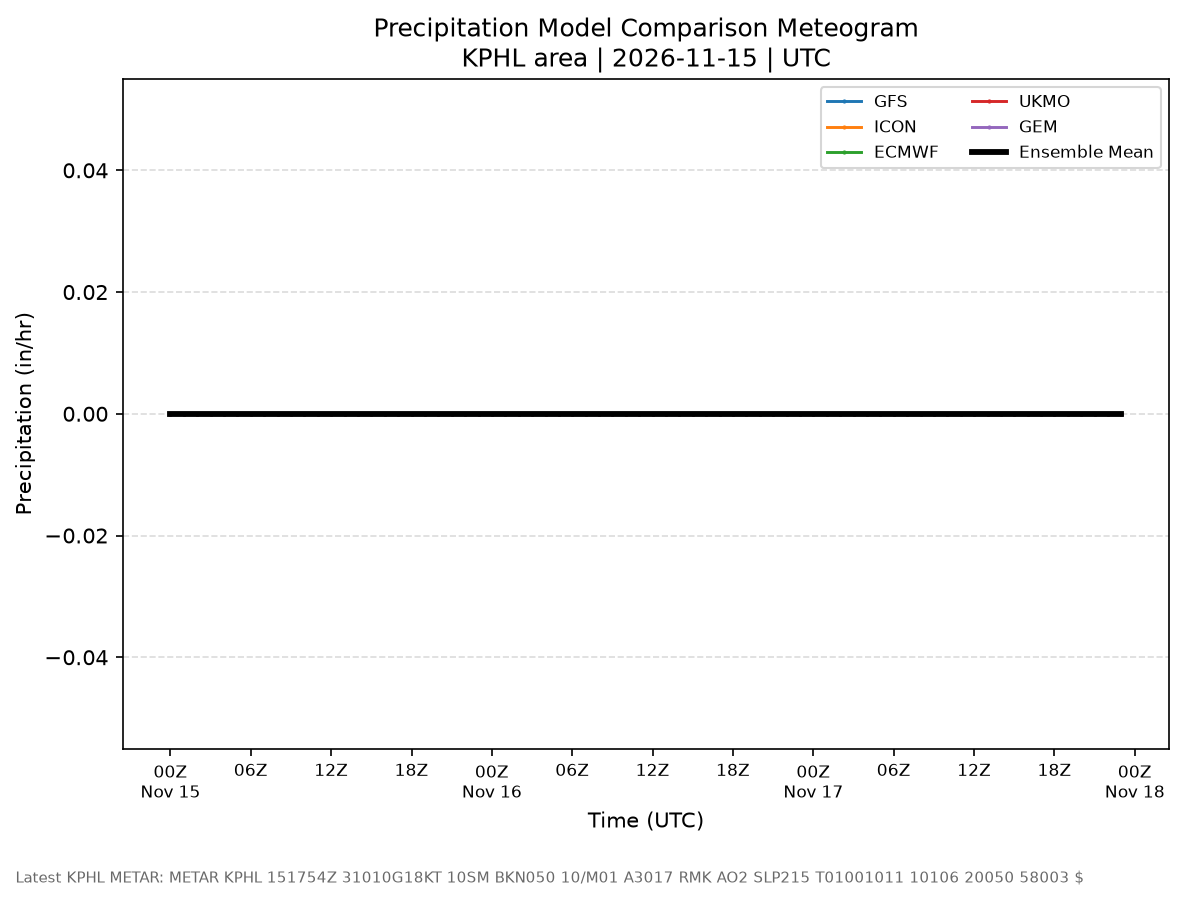 Precipitation Model Comparison Meteogram
KPHL area | 2026-11-15 | UTC
GFS
ICON
ECMWF
UKMO
GEM
Ensemble Mean
Precipitation (in/hr)
0.04
0.02
0.00
−0.02
−0.04
00Z 06Z 12Z 18Z 00Z 06Z 12Z 18Z 00Z 06Z 12Z 18Z 00Z
Nov 15 Nov 16 Nov 17 Nov 18
Time (UTC)
Latest KPHL METAR: METAR KPHL 151754Z 31010G18KT 10SM BKN050 10/M01 A3017 RMK AO2 SLP215 T01001011 10106 20050 58003 $